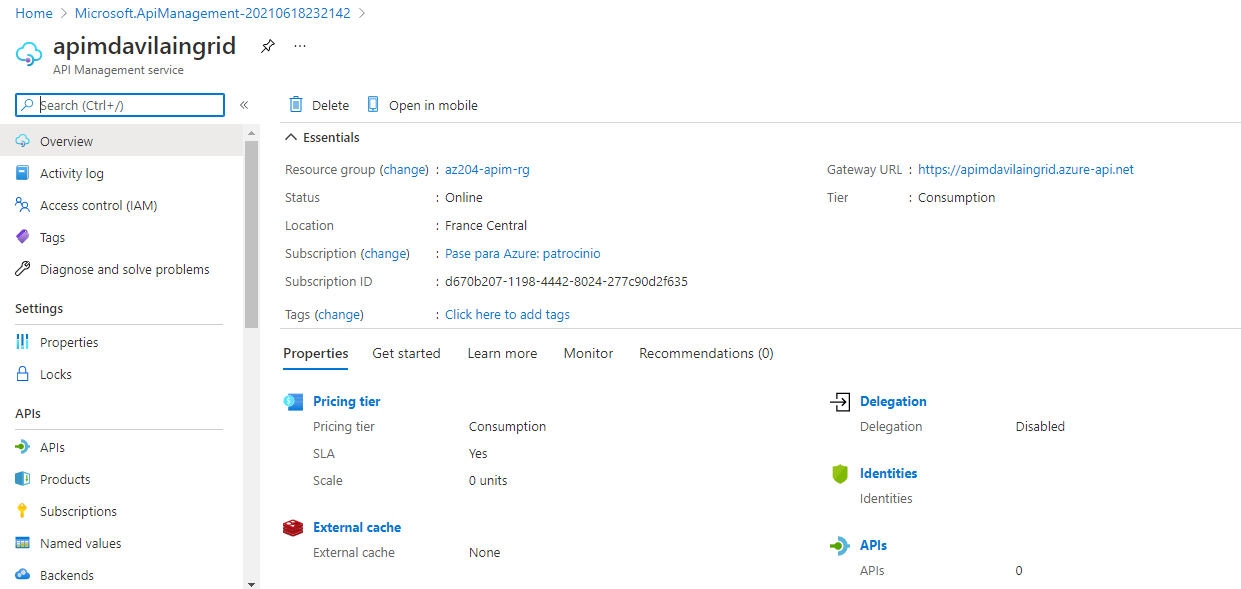 Home > Microsoft.ApiManagement-20210618232142 >
apimdavilaingrid ...
API Management service
Search (Ctrl+/) «
Overview
Activity log
Access control (IAM)
Tags
Diagnose and solve problems
Settings
Properties
Locks
APIs
APIs
Products
Subscriptions
Named values
Backends
Delete Open in mobile
Essentials
Resource group (change) : az204-apim-rg
Status : Online
Location : France Central
Subscription (change) : Pase para Azure: patrocinio
Subscription ID : d670b207-1198-4442-8024-277c90d2f635
Tags (change) : Click here to add tags
Gateway URL : https://apimdavilaingrid.azure-api.net
Tier : Consumption
Properties Get started Learn more Monitor Recommendations (0)
Pricing tier
Pricing tier Consumption
SLA Yes
Scale 0 units
External cache
External cache None
Delegation
Delegation Disabled
Identities
Identities
APIs
APIs 0